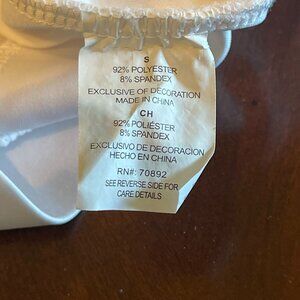 S
92% POLYESTER
8% SPANDEX
EXCLUSIVE OF DECORATION
MADE IN CHINA
CH
92% POLIÉSTER
8% SPANDEX
EXCLUSIVO DE DECORACION
HECHO EN CHINA
RN#: 70892
SEE REVERSE SIDE FOR
CARE DETAILS